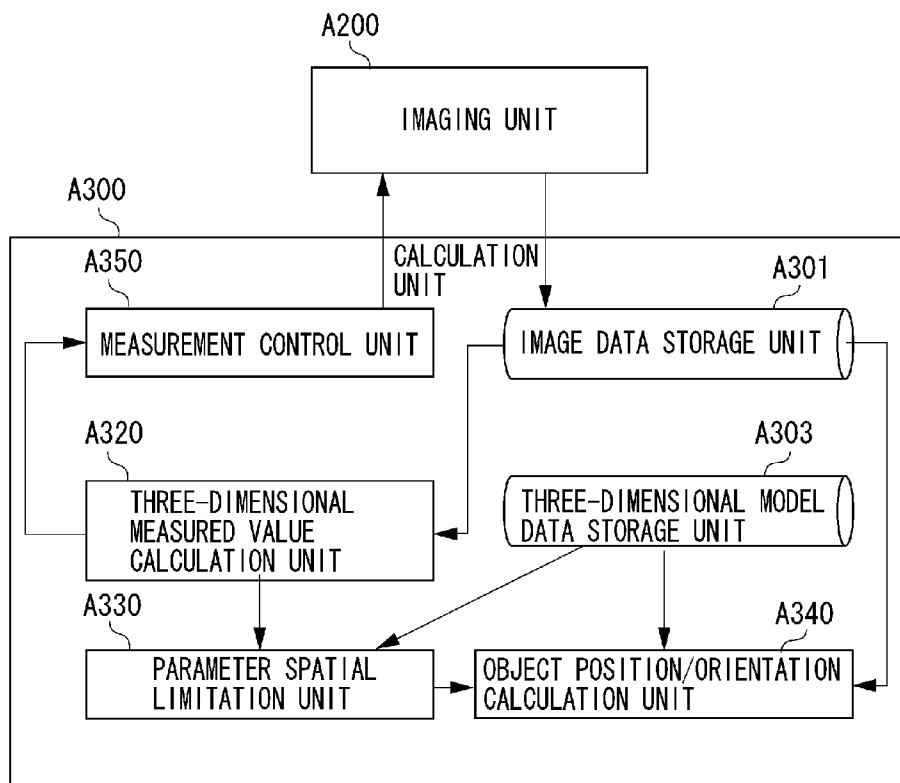 A200
IMAGING UNIT
A300
CALCULATION
UNIT
A350
MEASUREMENT CONTROL UNIT
A301
IMAGE DATA STORAGE UNIT
A320
THREE-DIMENSIONAL
MEASURED VALUE
CALCULATION UNIT
A303
THREE-DIMENSIONAL MODEL
DATA STORAGE UNIT
A330
PARAMETER SPATIAL
LIMITATION UNIT
A340
OBJECT POSITION/ORIENTATION
CALCULATION UNIT